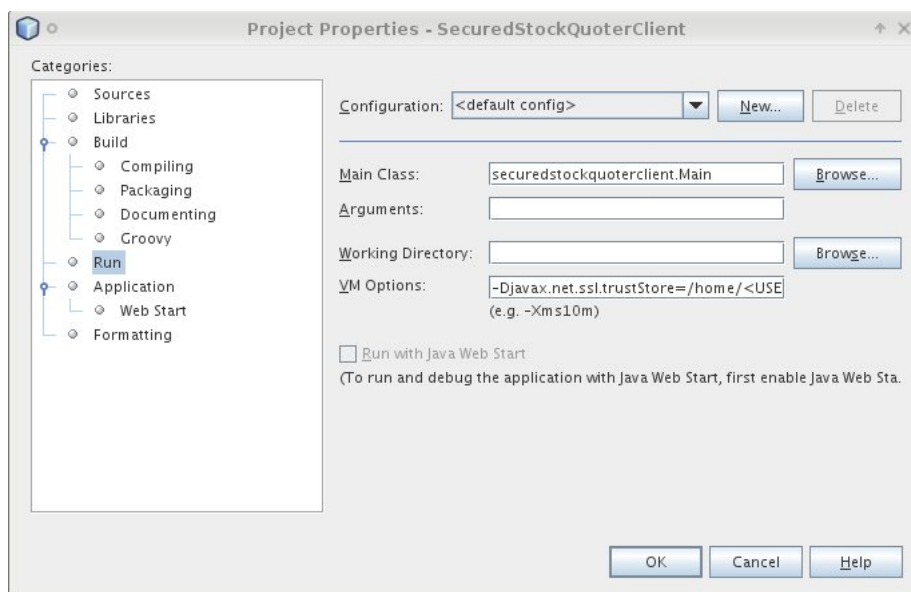 Project Properties - SecuredStockQuoterClient
Categories:
Sources
Libraries
Build
Compiling
Packaging
Documenting
Groovy
Run
Application
Web Start
Formatting
Configuration: <default config> New... Delete
Main Class: securedstockquoterclient.Main Browse...
Arguments:
Working Directory: Browse...
VM Options: -Djavax.net.ssl.trustStore=/home/<USE
(e.g. -Xms10m)
Run with Java Web Start
(To run and debug the application with Java Web Start, first enable Java Web Sta.
OK Cancel Help